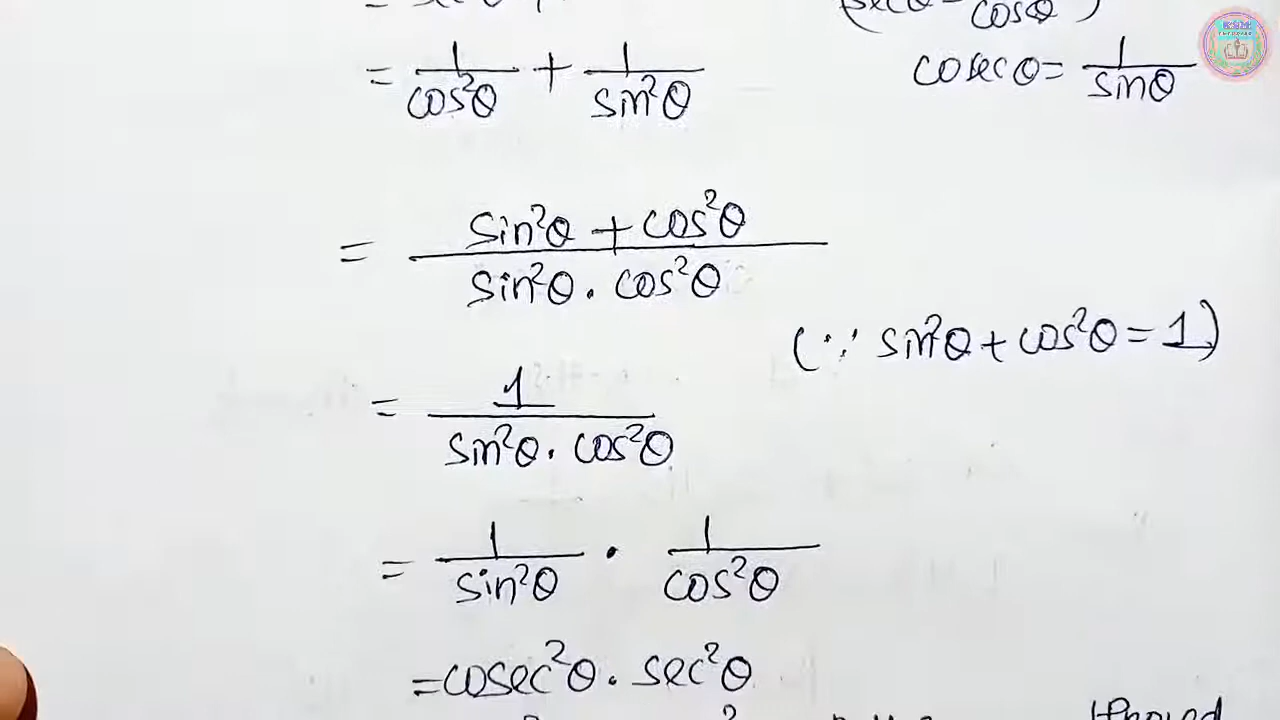 cosθ )
= 1/cos²θ + 1/sin²θ
cosecθ = 1/sinθ
= sin²θ + cos²θ / sin²θ · cos²θ
(∵ sin²θ + cos²θ = 1)
= 1 / sin²θ · cos²θ
= 1/sin²θ · 1/cos²θ
= cosec²θ · sec²θ